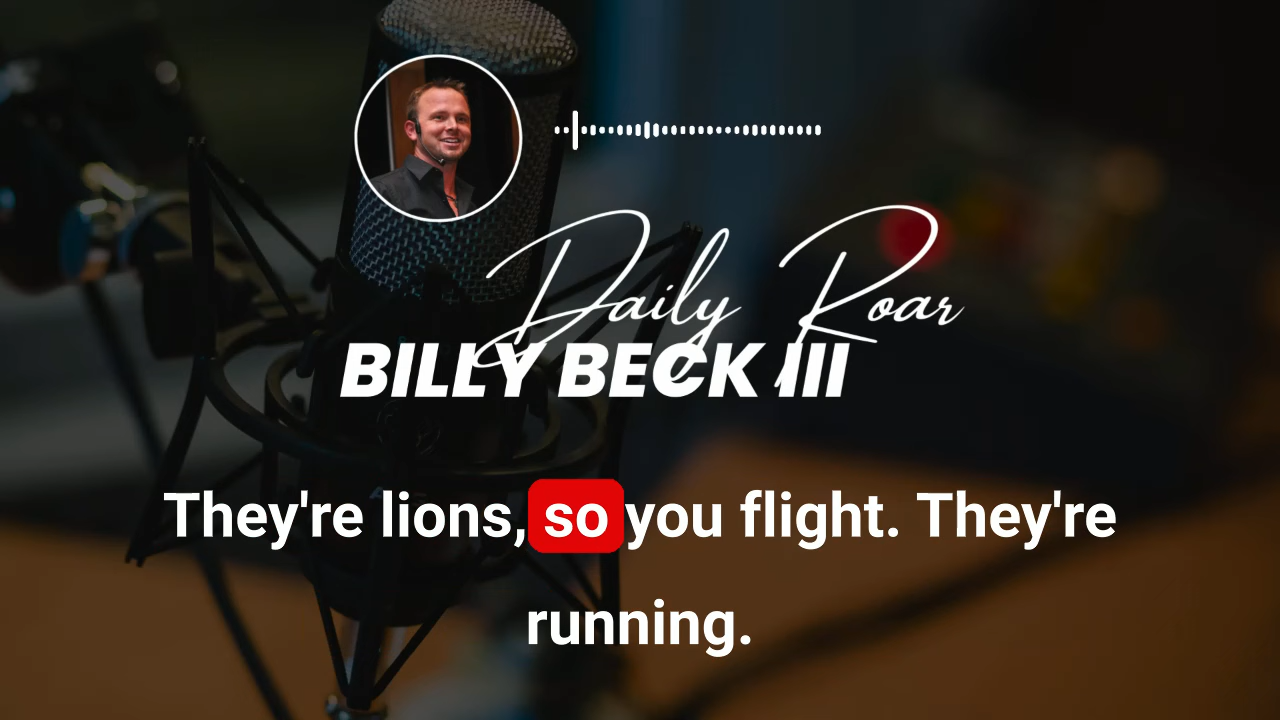 Daily Roar
BILLY BECK III
They're lions, so you flight. They're
running.